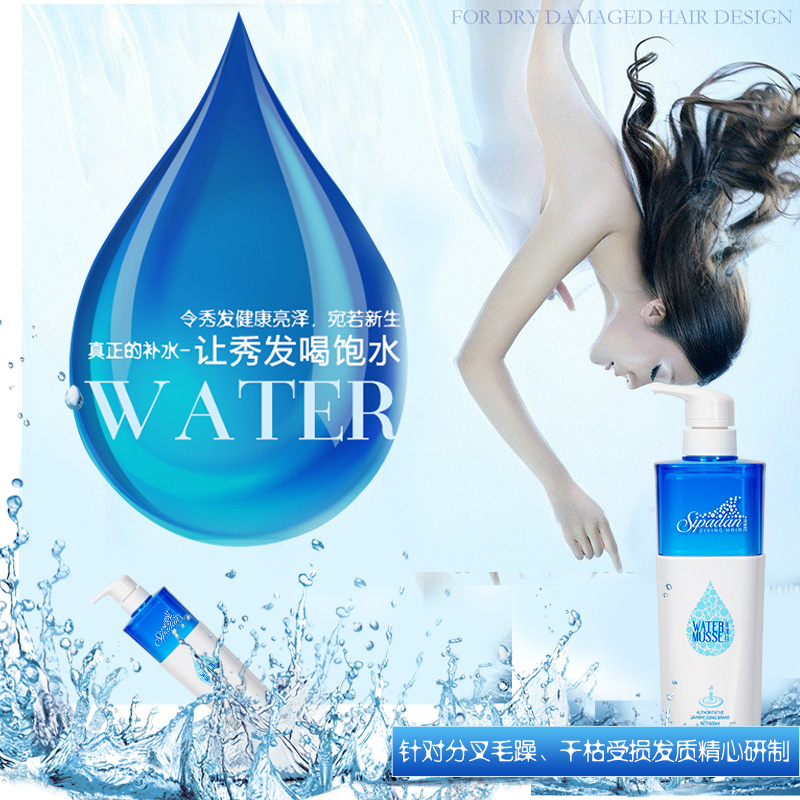 FOR DRY DAMAGED HAIR DESIGN
令秀发健康亮泽，宛若新生
真正的补水-让秀发喝饱水
WATER
Sipadan
DIVING HAIR
WATER
MUSSE
Sipadan
针对分叉毛躁、干枯受损发质精心研制